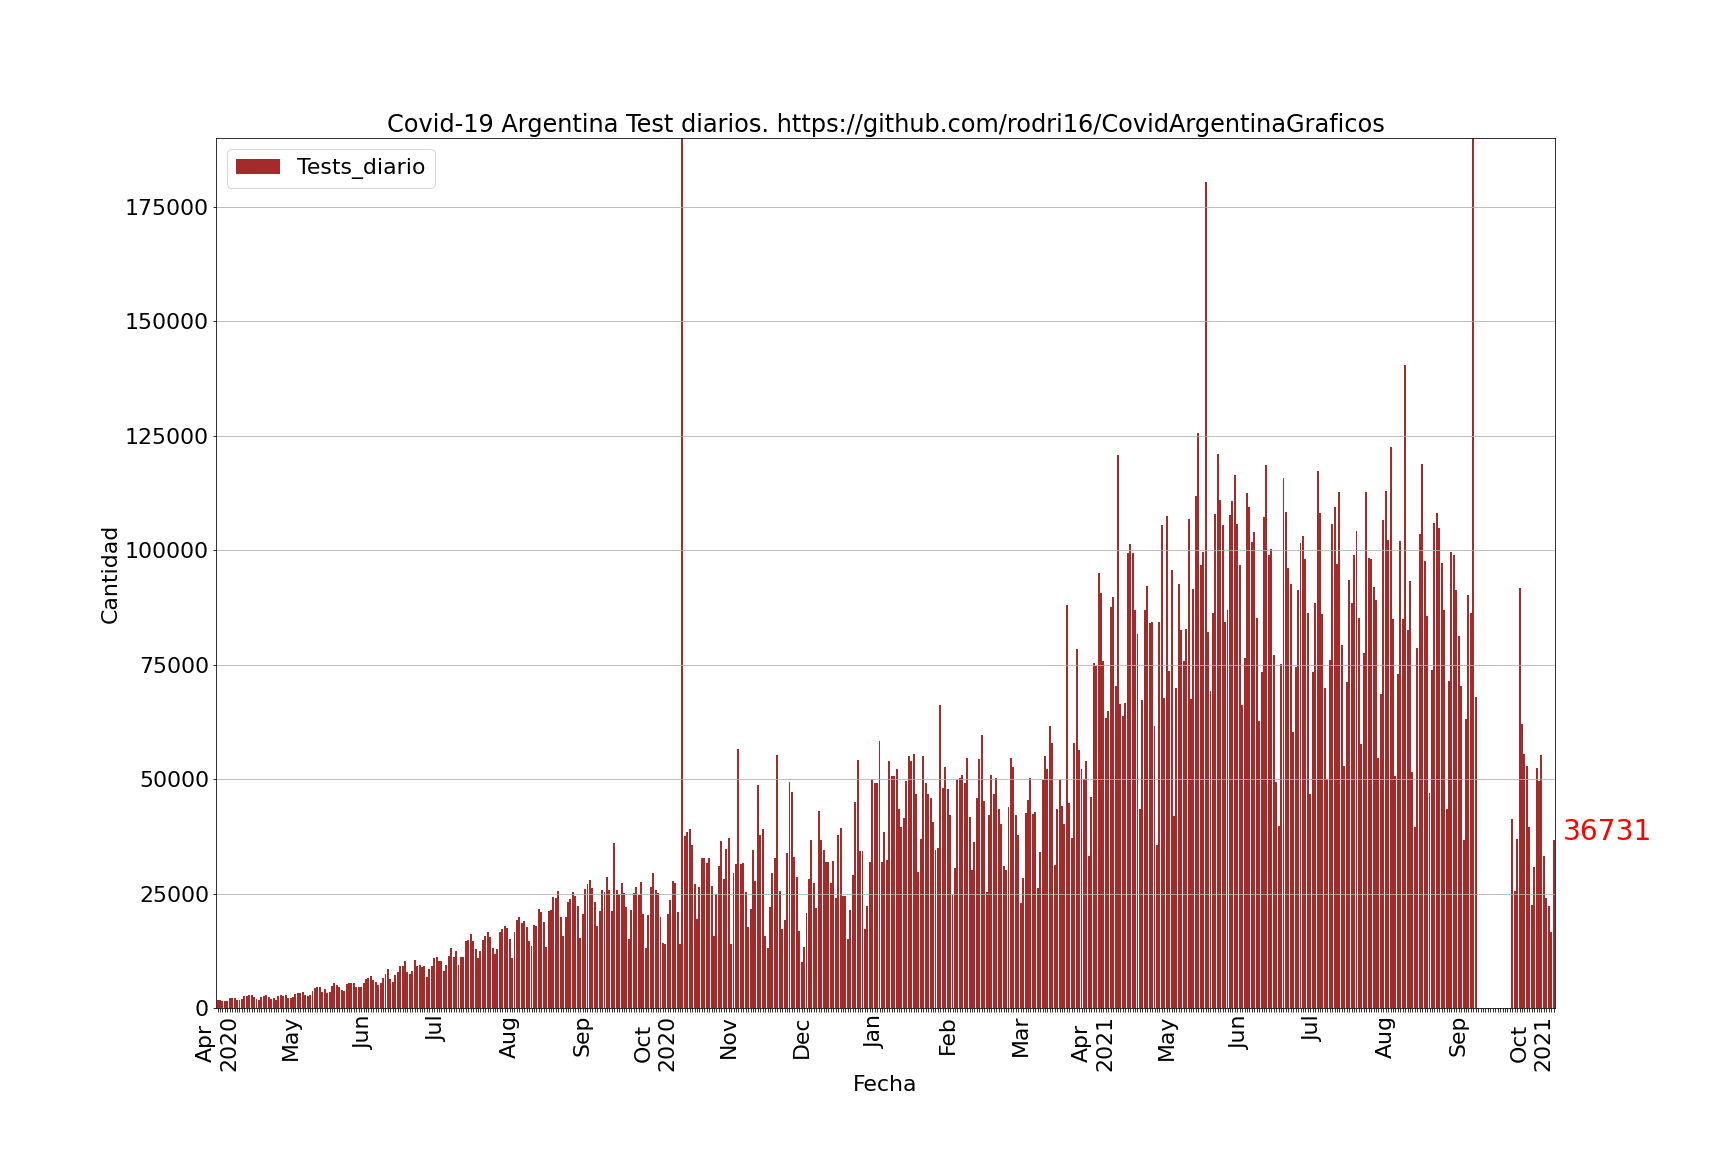 Covid-19 Argentina Test diarios. https://github.com/rodri16/CovidArgentinaGraficos
Tests_diario
175000
150000
125000
100000
75000
50000
25000
0
Cantidad
36731
Apr
2020
May
Jun
Jul
Aug
Sep
Oct
2020
Nov
Dec
Jan
Feb
Mar
Apr
2021
May
Jun
Jul
Aug
Sep
Oct
2021
Fecha